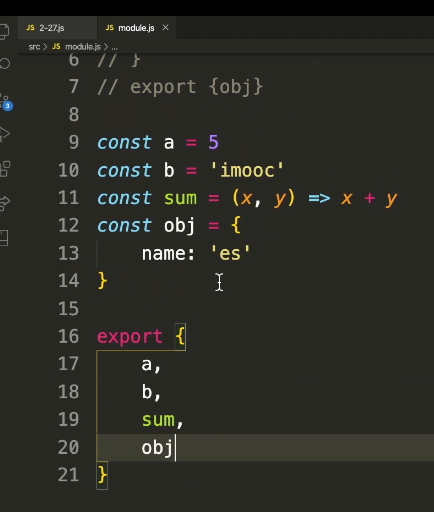 JS 2-27.js JS module.js ×
src > JS module.js > ...
6 // }
7 // export {obj}
8
9 const a = 5
10 const b = 'imooc'
11 const sum = (x, y) => x + y
12 const obj = {
13 name: 'es'
14 }
15
16 export {
17 a,
18 b,
19 sum,
20 obj
21 }
3